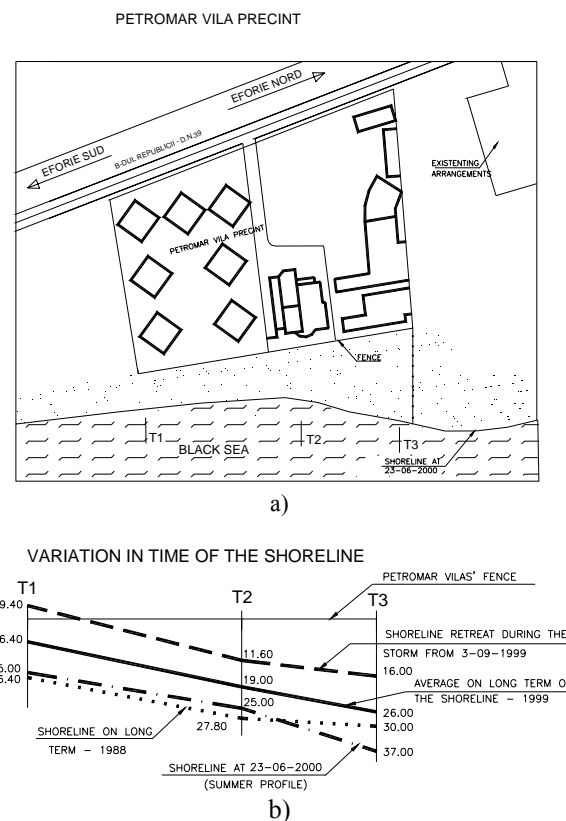 PETROMAR VILA PRECINT
EFORIE NORD
B-DUL REPUBLICII - D.N.39
EFORIE SUD
EXISTENTING
ARRANGEMENTS
PETROMAR VILA PRECINT
FENCE
T1
T2
T3
BLACK SEA
SHORELINE AT
23-06-2000
a)
VARIATION IN TIME OF THE SHORELINE
PETROMAR VILAS' FENCE
T1
T2
T3
9.40
SHORELINE RETREAT DURING THE
STORM FROM 3-09-1999
6.40
11.60
16.00
19.00
AVERAGE ON LONG TERM O
THE SHORELINE - 1999
5.40
25.00
26.00
27.80
30.00
SHORELINE ON LONG
TERM - 1988
37.00
SHORELINE AT 23-06-2000
(SUMMER PROFILE)
b)